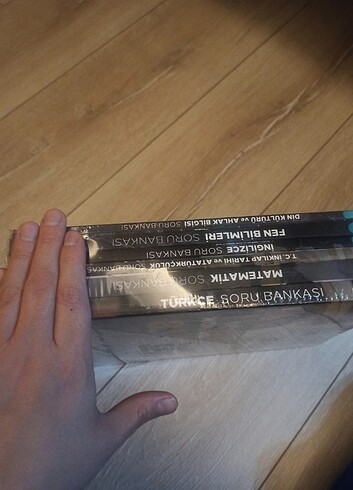 DİN KÜLTÜRÜ ve AHLAK BİLGİSİ SORU BANKASI
FEN BİLİMLERİ SORU BANKASI
İNGİLİZCE SORU BANKASI
T.C. İNKILAP TARİHİ ve ATATÜRKÇÜLÜK SORU BANKASI
MATEMATİK SORU BANKASI
TÜRKÇE SORU BANKASI